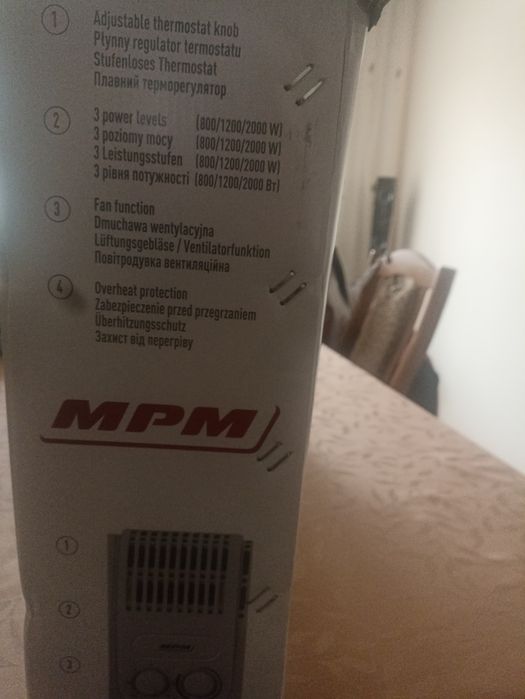 1 Adjustable thermostat knob
Płynny regulator termostatu
Stufenloses Thermostat
Плавний терморегулятор
2 3 power levels (800/1200/2000 W)
3 poziomy mocy (800/1200/2000 W)
3 Leistungsstufen (800/1200/2000 W)
3 рівня потужності (800/1200/2000 Вт)
3 Fan function
Dmuchawa wentylacyjna
Lüftungsgebläse / Ventilatorfunktion
Повітродувка вентиляційна
4 Overheat protection
Zabezpieczenie przed przegrzaniem
Überhitzungsschutz
Захист від перегріву
MPM
1
2
MPM
3